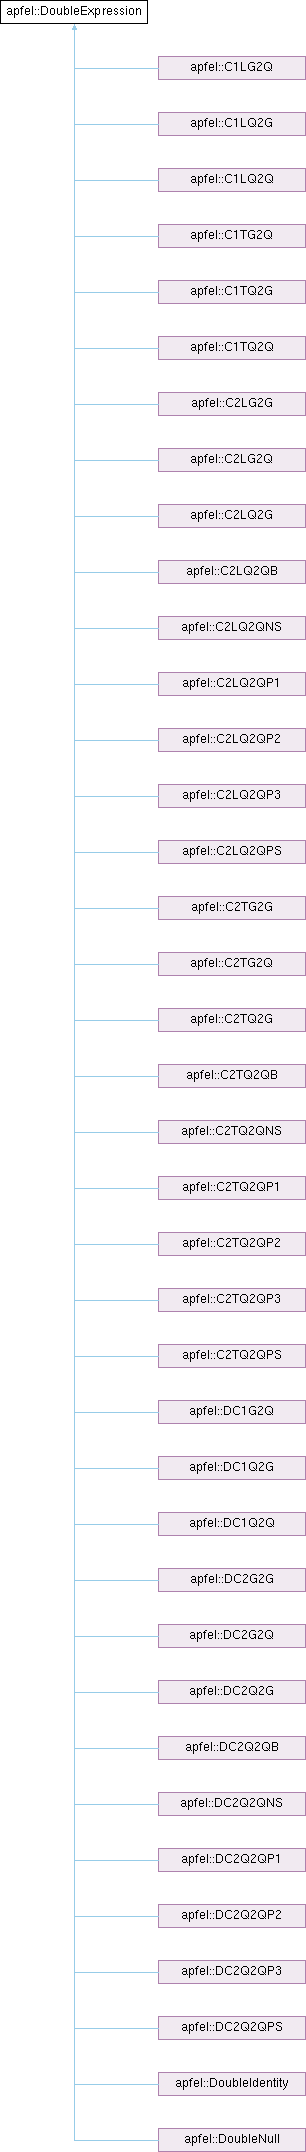 apfel::DoubleExpression
apfel::C1LG2Q
apfel::C1LQ2G
apfel::C1LQ2Q
apfel::C1TG2Q
apfel::C1TQ2G
apfel::C1TQ2Q
apfel::C2LG2G
apfel::C2LG2Q
apfel::C2LQ2G
apfel::C2LQ2QB
apfel::C2LQ2QNS
apfel::C2LQ2QP1
apfel::C2LQ2QP2
apfel::C2LQ2QP3
apfel::C2LQ2QPS
apfel::C2TG2G
apfel::C2TG2Q
apfel::C2TQ2G
apfel::C2TQ2QB
apfel::C2TQ2QNS
apfel::C2TQ2QP1
apfel::C2TQ2QP2
apfel::C2TQ2QP3
apfel::C2TQ2QPS
apfel::DC1G2Q
apfel::DC1Q2G
apfel::DC1Q2Q
apfel::DC2G2G
apfel::DC2G2Q
apfel::DC2Q2G
apfel::DC2Q2QB
apfel::DC2Q2QNS
apfel::DC2Q2QP1
apfel::DC2Q2QP2
apfel::DC2Q2QP3
apfel::DC2Q2QPS
apfel::DoubleIdentity
apfel::DoubleNull